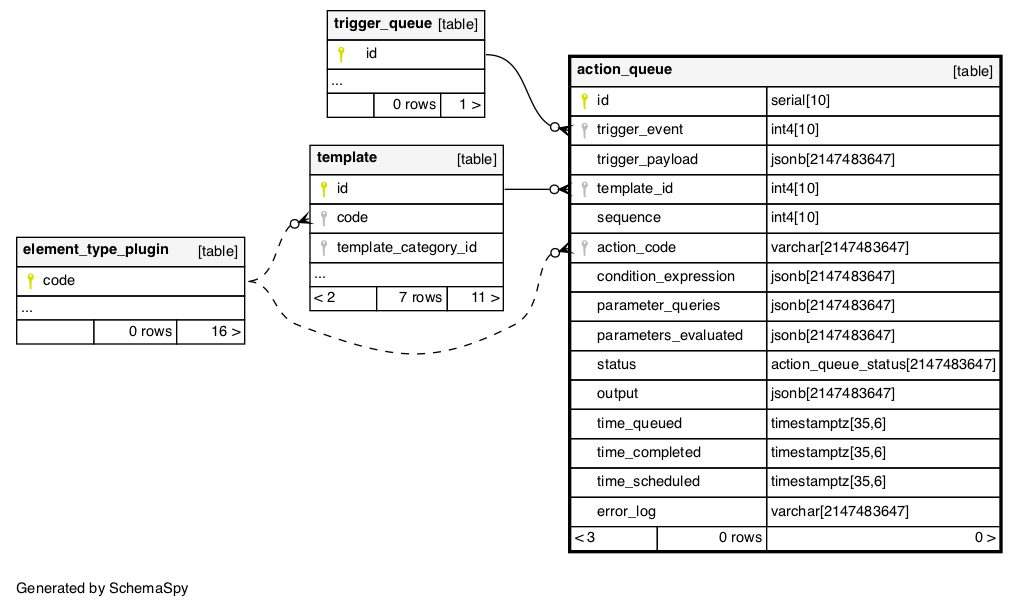 trigger_queue [table]
id
...
0 rows 1 >
template [table]
id
code
template_category_id
...
< 2 7 rows 11 >
element_type_plugin [table]
code
...
0 rows 16 >
action_queue [table]
id serial[10]
trigger_event int4[10]
trigger_payload jsonb[2147483647]
template_id int4[10]
sequence int4[10]
action_code varchar[2147483647]
condition_expression jsonb[2147483647]
parameter_queries jsonb[2147483647]
parameters_evaluated jsonb[2147483647]
status action_queue_status[2147483647]
output jsonb[2147483647]
time_queued timestamptz[35,6]
time_completed timestamptz[35,6]
time_scheduled timestamptz[35,6]
error_log varchar[2147483647]
< 3 0 rows 0 >
Generated by SchemaSpy